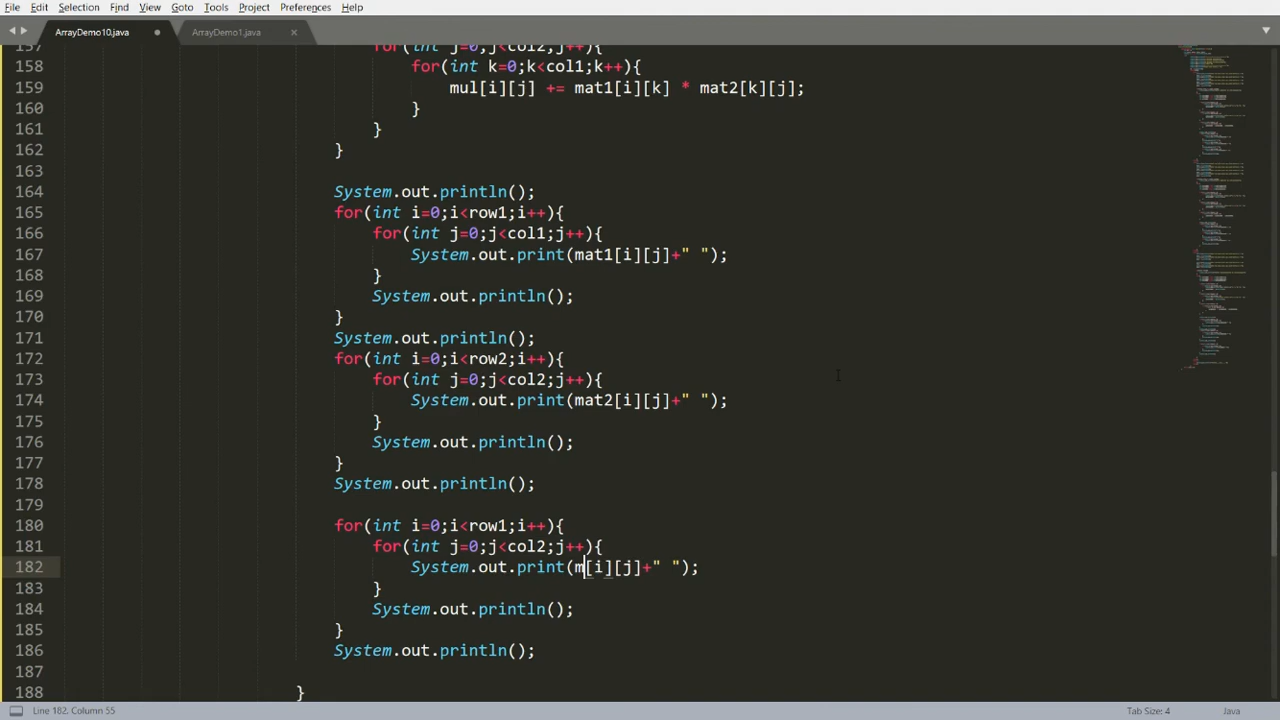 File Edit Selection Find View Goto Tools Project Preferences Help
ArrayDemo10.java ArrayDemo1.java
157 for(int j=0;j<col2;j++){
158 for(int k=0;k<col1;k++){
159 mul[i][j] += mat1[i][k] * mat2[k][j];
160 }
161 }
162 }
163
164 System.out.println();
165 for(int i=0;i<row1;i++){
166 for(int j=0;j<col1;j++){
167 System.out.print(mat1[i][j]+" ");
168 }
169 System.out.println();
170 }
171 System.out.println();
172 for(int i=0;i<row2;i++){
173 for(int j=0;j<col2;j++){
174 System.out.print(mat2[i][j]+" ");
175 }
176 System.out.println();
177 }
178 System.out.println();
179
180 for(int i=0;i<row1;i++){
181 for(int j=0;j<col2;j++){
182 System.out.print(m[i][j]+" ");
183 }
184 System.out.println();
185 }
186 System.out.println();
187
188 }
Line 182, Column 55 Tab Size: 4 Java